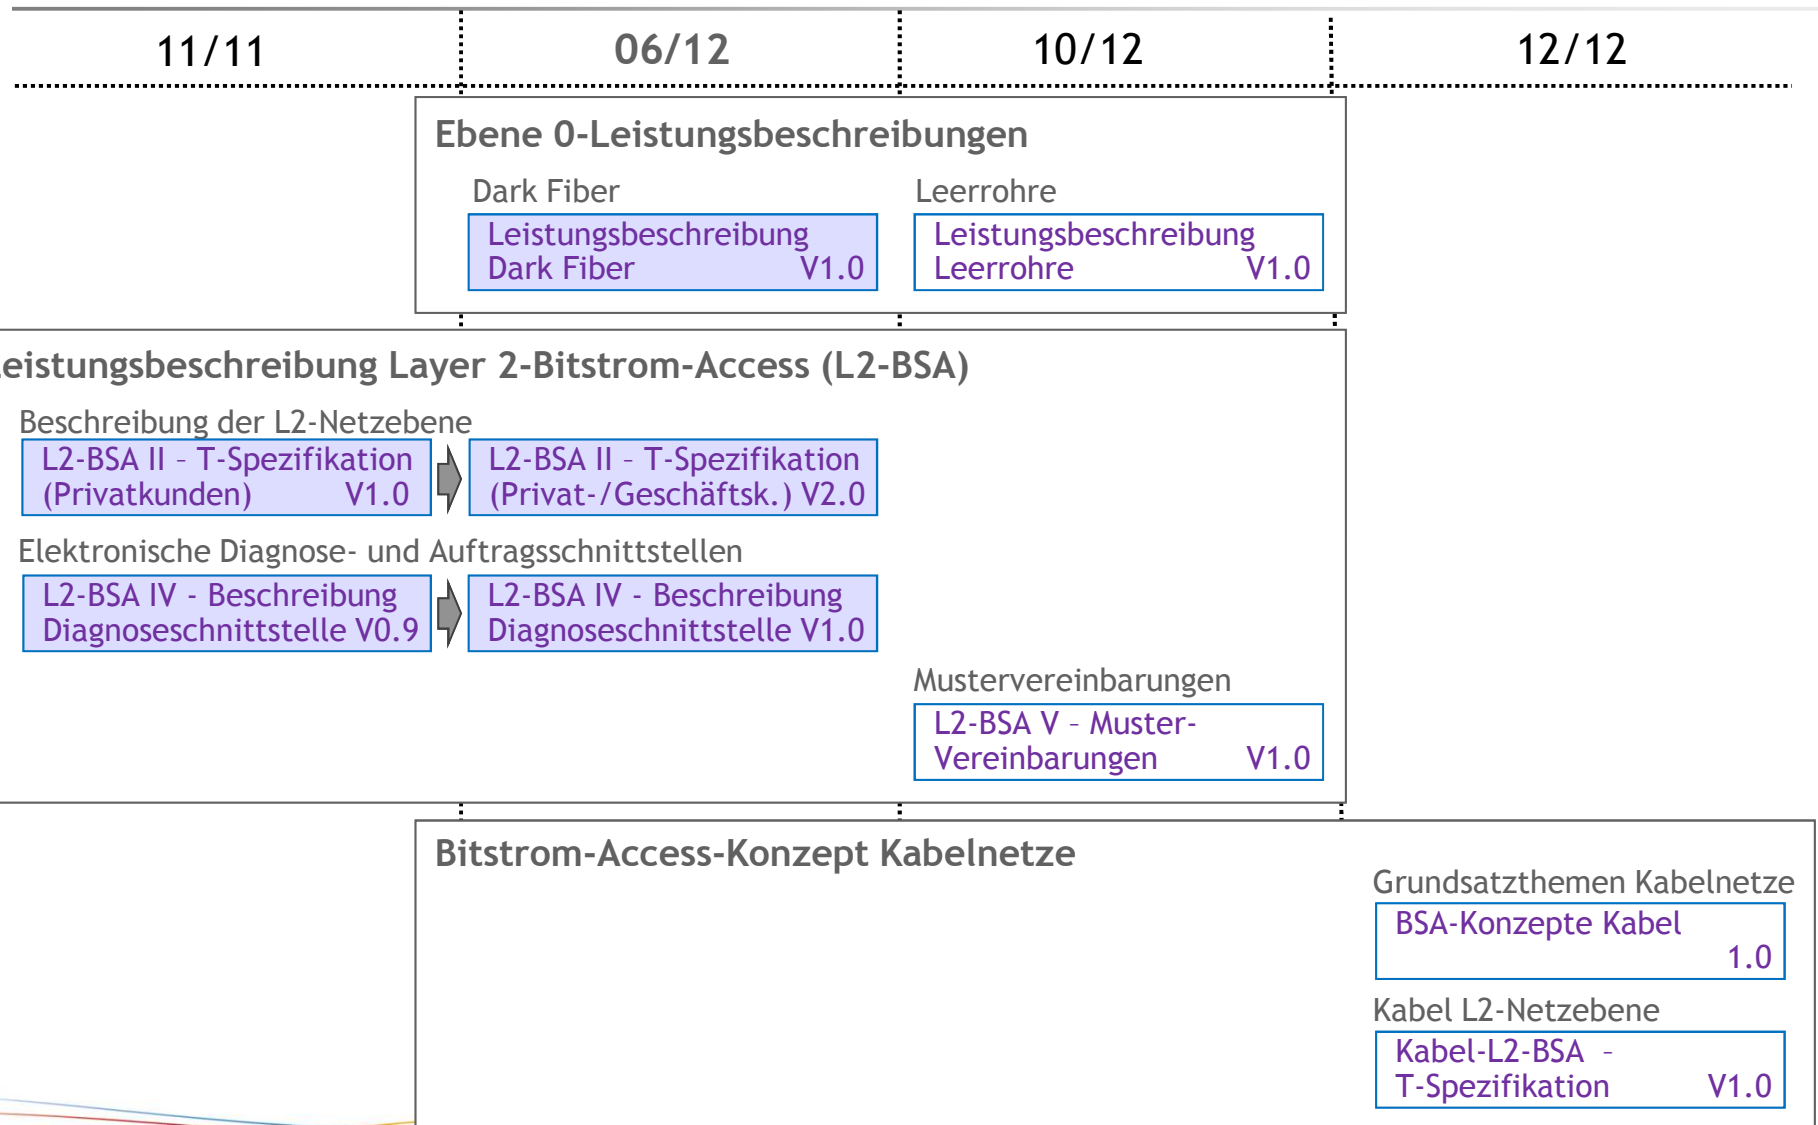 11/11 06/12 10/12 12/12
Ebene 0-Leistungsbeschreibungen
Dark Fiber Leerrohre
Leistungsbeschreibung Leistungsbeschreibung
Dark Fiber V1.0 Leerrohre V1.0
eistungsbeschreibung Layer 2-Bitstrom-Access (L2-BSA)
Beschreibung der L2-Netzebene
L2-BSA II – T-Spezifikation L2-BSA II – T-Spezifikation
(Privatkunden) V1.0 (Privat-/Geschäftsk.) V2.0
Elektronische Diagnose- und Auftragsschnittstellen
L2-BSA IV - Beschreibung L2-BSA IV - Beschreibung
Diagnoseschnittstelle V0.9 Diagnoseschnittstelle V1.0
Mustervereinbarungen
L2-BSA V – Muster-
Vereinbarungen V1.0
Bitstrom-Access-Konzept Kabelnetze
Grundsatzthemen Kabelnetze
BSA-Konzepte Kabel
1.0
Kabel L2-Netzebene
Kabel-L2-BSA –
T-Spezifikation V1.0